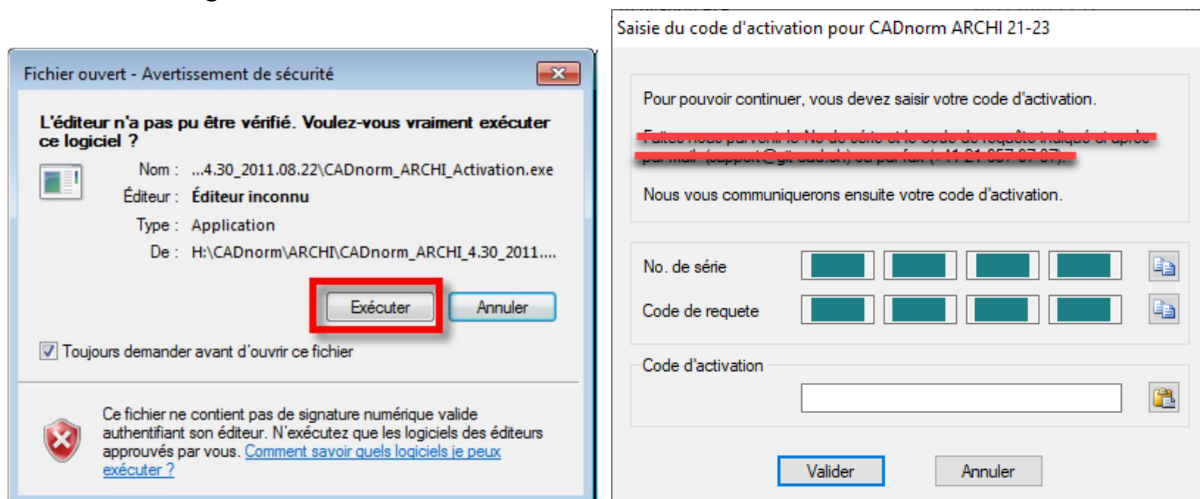 Fichier ouvert - Avertissement de sécurité
L'éditeur n'a pas pu être vérifié. Voulez-vous vraiment exécuter
ce logiciel ?
Nom : ...4.30_2011.08.22\CADnorm_ARCHI_Activation.exe
Éditeur : Éditeur inconnu
Type : Application
De : H:\CADnorm\ARCHI\CADnorm_ARCHI_4.30_2011....
Exécuter
Annuler
Toujours demander avant d'ouvrir ce fichier
Ce fichier ne contient pas de signature numérique valide
authentifiant son éditeur. N'exécutez que les logiciels des éditeurs
approuvés par vous. Comment savoir quels logiciels je peux
exécuter ?
Saisie du code d'activation pour CADnorm ARCHI 21-23
Pour pouvoir continuer, vous devez saisir votre code d'activation.
Nous vous communiquerons ensuite votre code d'activation.
No. de série
Code de requete
Code d'activation
Valider
Annuler